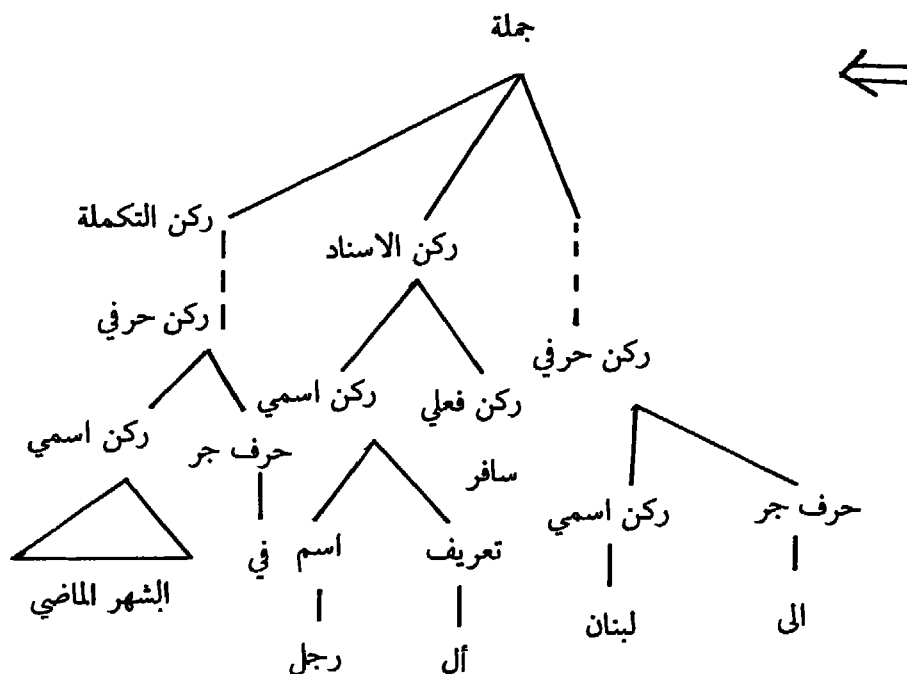 جملة
ركن الاسناد ركن التكملة
ركن حرفي ركن حرفي
ركن فعلي ركن اسمي
سافر حرف جر ركن اسمي
حرف جر ركن اسمي
تعريف اسم في
الشهر الماضي
الى لبنان
أل رجل